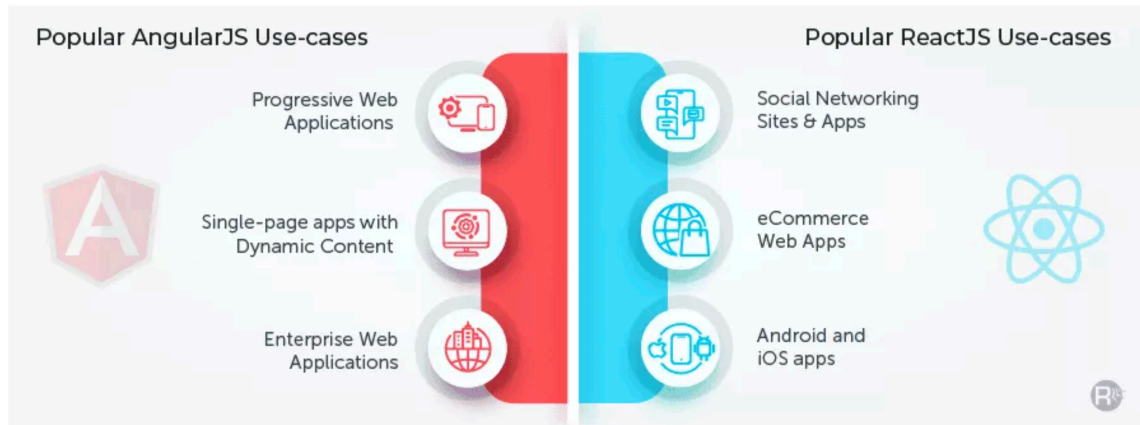 Popular AngularJS Use-cases
Progressive Web
Applications
Single-page apps with
Dynamic Content
Enterprise Web
Applications
Popular ReactJS Use-cases
Social Networking
Sites & Apps
eCommerce
Web Apps
Android and
iOS apps
A
R